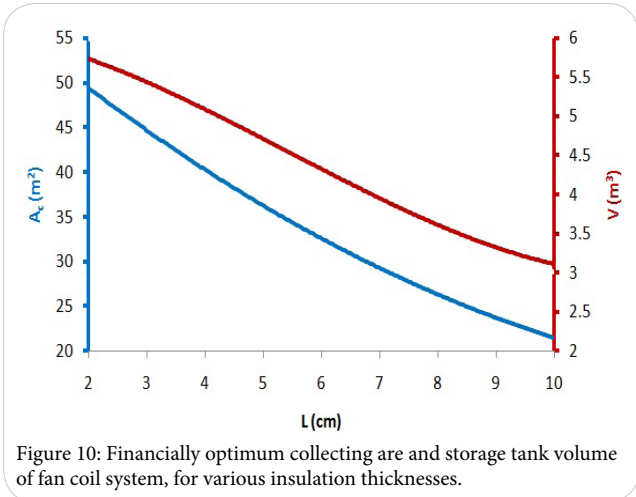 55
50
45
40
35
30
25
20
A꜀ (m²)
6
5.5
5
4.5
4
3.5
3
2.5
2
V (m³)
2 3 4 5 6 7 8 9 10
L (cm)
Figure 10: Financially optimum collecting are and storage tank volume
of fan coil system, for various insulation thicknesses.